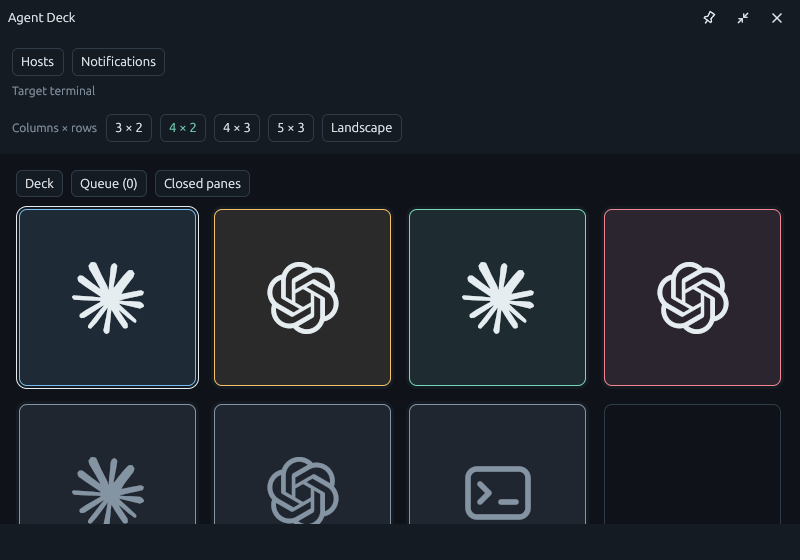 Agent Deck
Hosts Notifications
Target terminal
Columns × rows 3 × 2 4 × 2 4 × 3 5 × 3 Landscape
Deck Queue (0) Closed panes